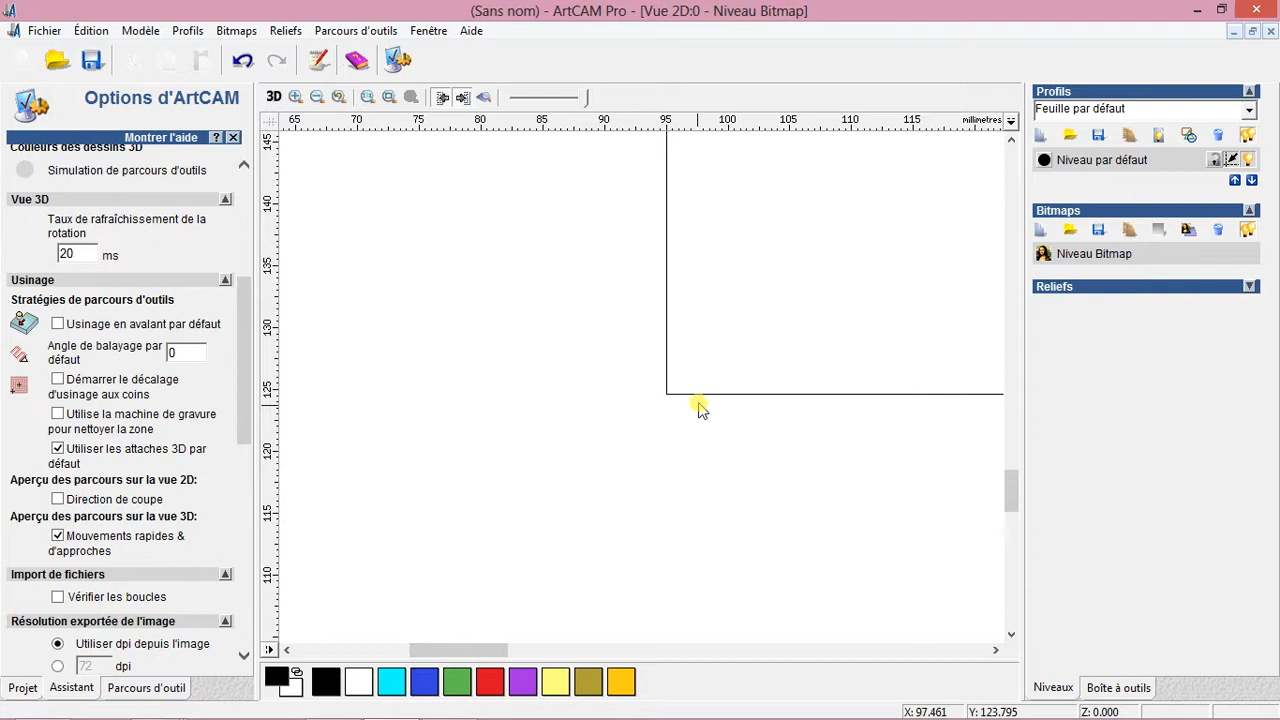 (Sans nom) - ArtCAM Pro - [Vue 2D:0 - Niveau Bitmap]
Fichier Édition Modèle Profils Bitmaps Reliefs Parcours d'outils Fenêtre Aide
Options d'ArtCAM
Montrer l'aide ?
Couleurs des dessins 3D
Simulation de parcours d'outils
Vue 3D
Taux de rafraîchissement de la
rotation
20 ms
Usinage
Stratégies de parcours d'outils
Usinage en avalant par défaut
Angle de balayage par
défaut 0
Démarrer le décalage
d'usinage aux coins
Utilise la machine de gravure
pour nettoyer la zone
Utiliser les attaches 3D par
défaut
Aperçu des parcours sur la vue 2D:
Direction de coupe
Aperçu des parcours sur la vue 3D:
Mouvements rapides &
d'approches
Import de fichiers
Vérifier les boucles
Résolution exportée de l'image
Utiliser dpi depuis l'image
72 dpi
Projet Assistant Parcours d'outil
3D
65 70 75 80 85 90 95 100 105 110 115 millimetres
145
140
135
130
125
120
115
110
Profils
Feuille par défaut
Niveau par défaut
Bitmaps
Niveau Bitmap
Reliefs
Niveaux Boîte à outils
X: 97.461 Y: 123.795 Z: 0.000